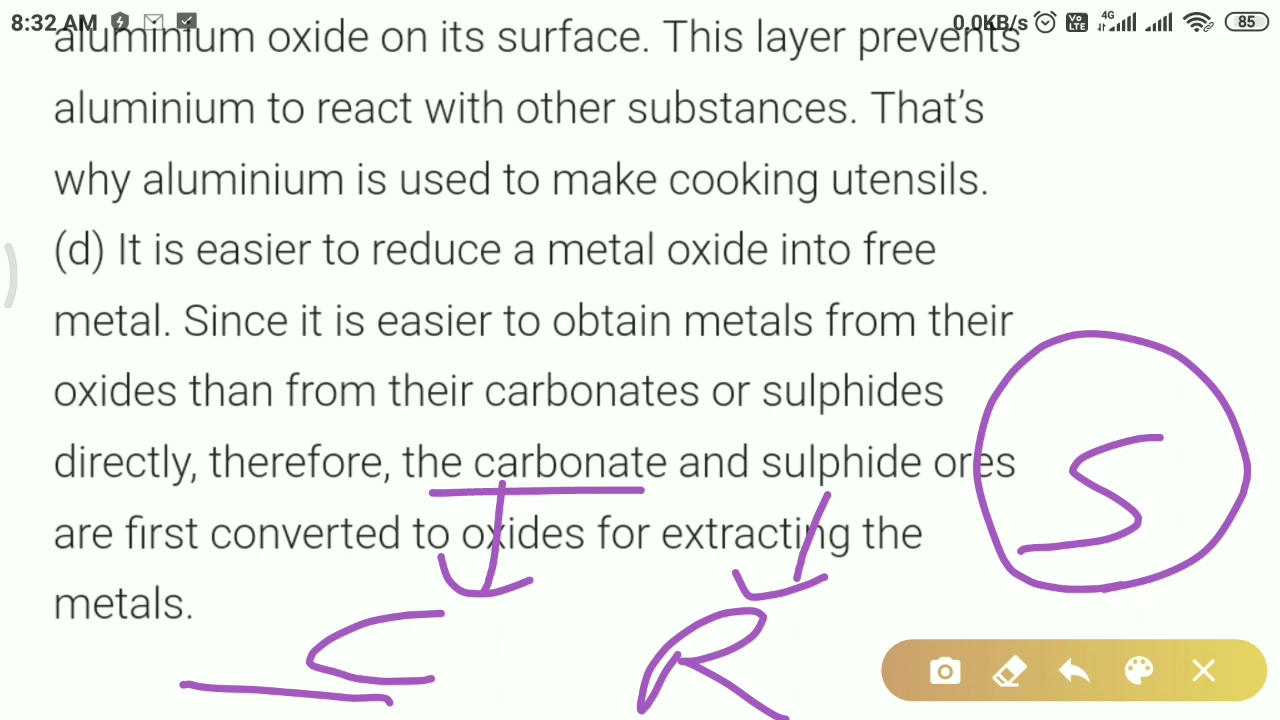 8:32 AM 0.0KB/s Vo LTE 4G 85
aluminium oxide on its surface. This layer prevents
aluminium to react with other substances. That's
why aluminium is used to make cooking utensils.
(d) It is easier to reduce a metal oxide into free
metal. Since it is easier to obtain metals from their
oxides than from their carbonates or sulphides
directly, therefore, the carbonate and sulphide ores
are first converted to oxides for extracting the
metals.
S
C R